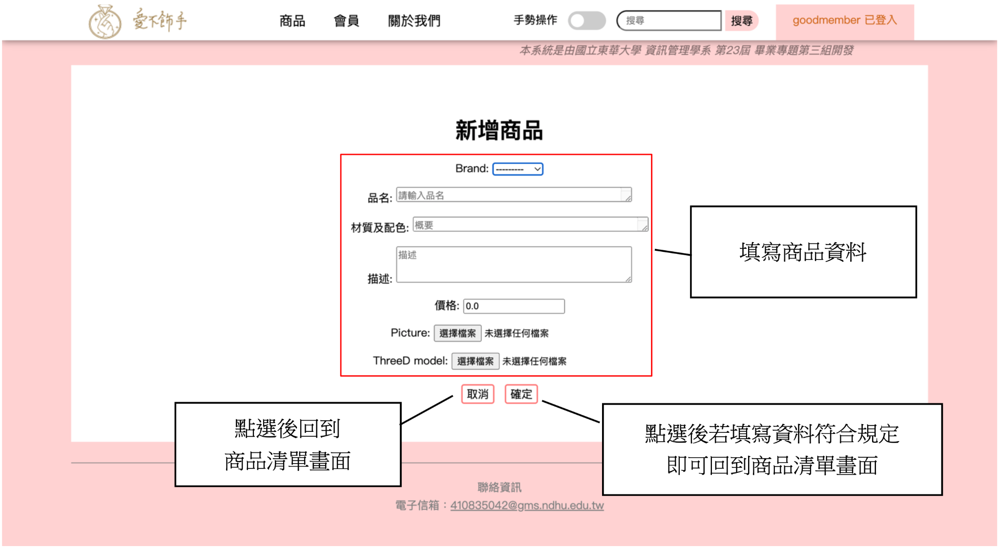 愛不飾手
商品 會員 關於我們 手勢操作 搜尋 搜尋 goodmember 已登入
本系統是由國立東華大學 資訊管理學系 第23屆 畢業專題第三組開發
新增商品
Brand: ---------
品名: 請輸入品名
材質及配色: 概要
描述: 描述
價格: 0.0
Picture: 選擇檔案 未選擇任何檔案
ThreeD model: 選擇檔案 未選擇任何檔案
填寫商品資料
取消 確定
點選後回到
商品清單畫面
點選後若填寫資料符合規定
即可回到商品清單畫面
聯絡資訊
電子信箱：410835042@gms.ndhu.edu.tw